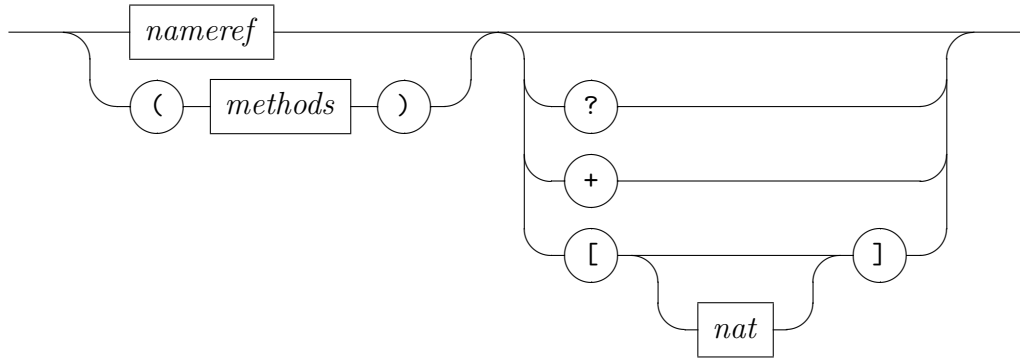 nameref
( methods )
?
+
[ ]
nat